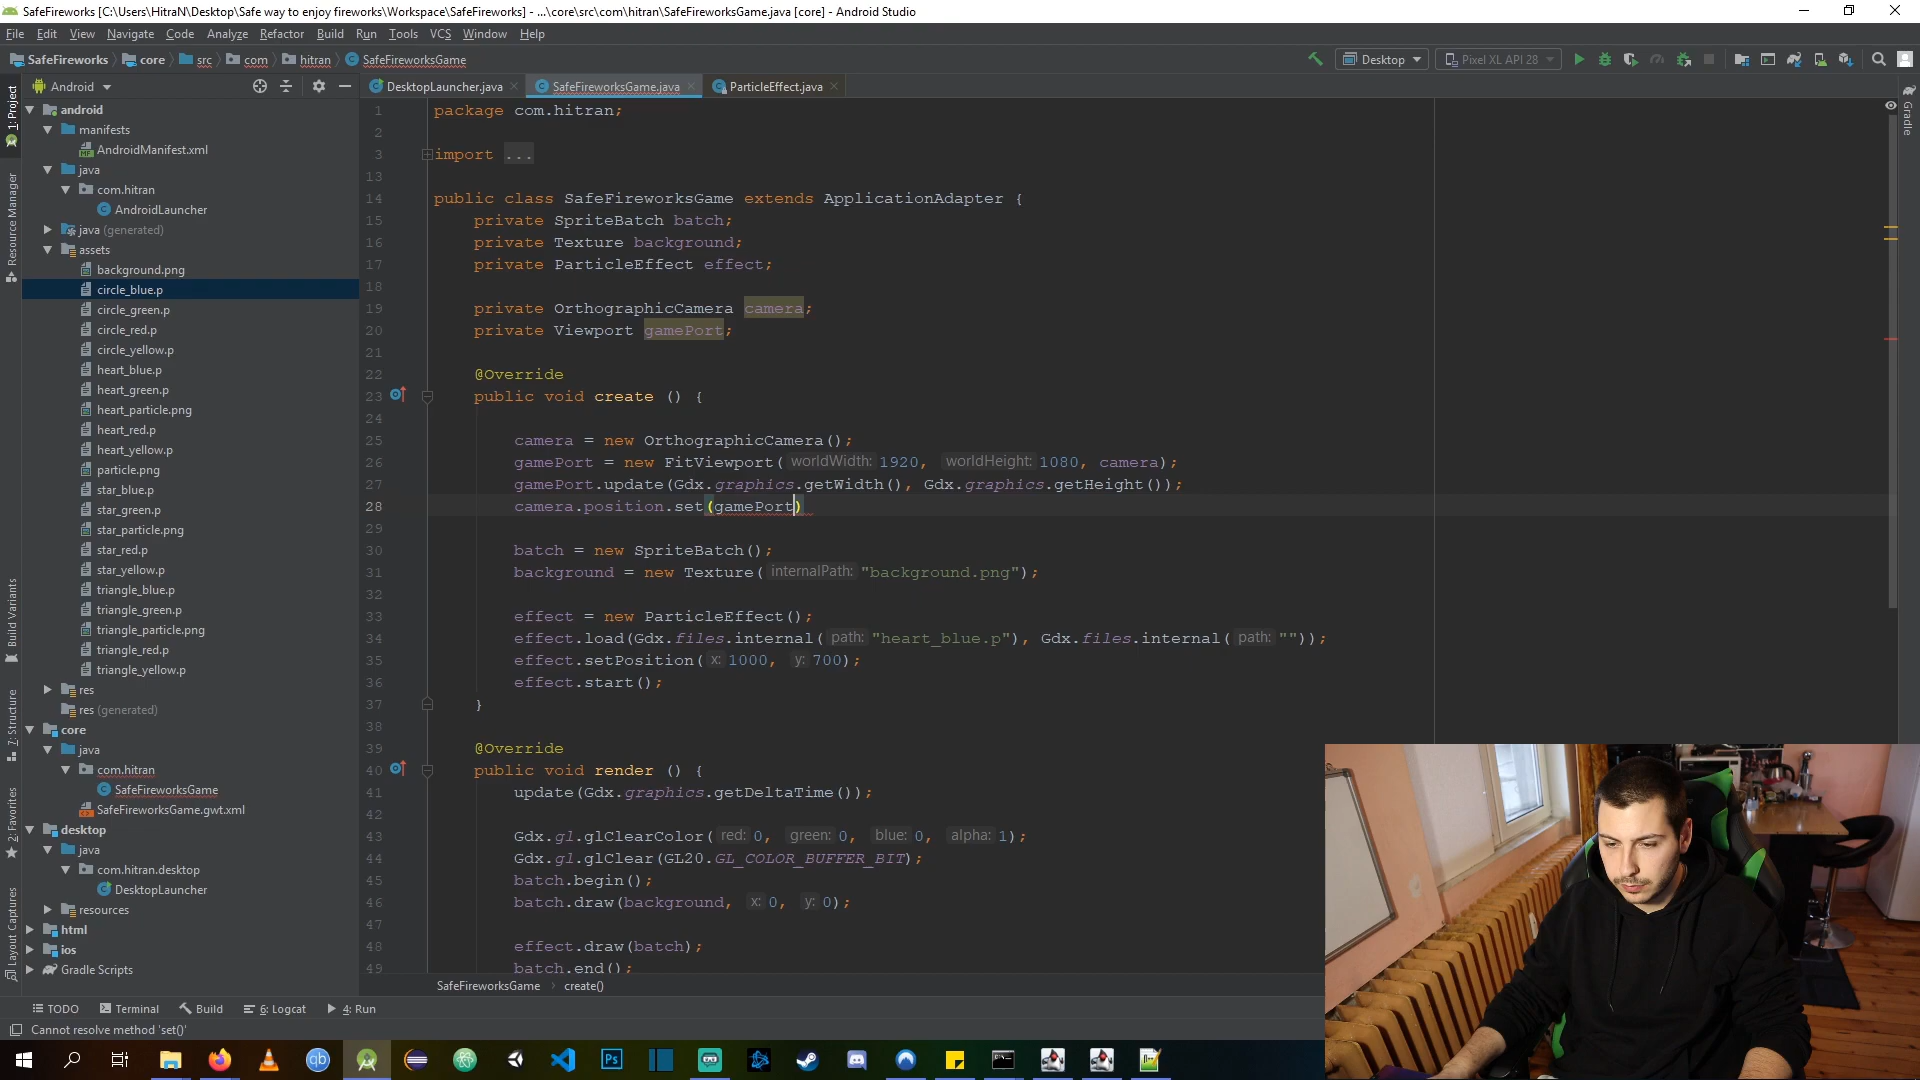 SafeFireworks [C:\Users\HitraN\Desktop\Safe way to enjoy fireworks\Workspace\SafeFireworks] - ...\core\src\com\hitran\SafeFireworksGame.java [core] - Android Studio
File Edit View Navigate Code Analyze Refactor Build Run Tools VCS Window Help
SafeFireworks core src com hitran SafeFireworksGame Desktop Pixel XL API 28
Android DesktopLauncher.java SafeFireworksGame.java ParticleEffect.java
1: Project
Resource Manager
Build Variants
7: Structure
2: Favorites
Layout Captures
Gradle
android
manifests
AndroidManifest.xml
java
com.hitran
AndroidLauncher
java (generated)
assets
background.png
circle_blue.p
circle_green.p
circle_red.p
circle_yellow.p
heart_blue.p
heart_green.p
heart_particle.png
heart_red.p
heart_yellow.p
particle.png
star_blue.p
star_green.p
star_particle.png
star_red.p
star_yellow.p
triangle_blue.p
triangle_green.p
triangle_particle.png
triangle_red.p
triangle_yellow.p
res
res (generated)
core
java
com.hitran
SafeFireworksGame
SafeFireworksGame.gwt.xml
desktop
java
com.hitran.desktop
DesktopLauncher
resources
html
ios
Gradle Scripts
1 package com.hitran;
2
3 import ...
13
14 public class SafeFireworksGame extends ApplicationAdapter {
15 private SpriteBatch batch;
16 private Texture background;
17 private ParticleEffect effect;
18
19 private OrthographicCamera camera;
20 private Viewport gamePort;
21
22 @Override
23 public void create () {
24
25 camera = new OrthographicCamera();
26 gamePort = new FitViewport( worldWidth: 1920, worldHeight: 1080, camera);
27 gamePort.update(Gdx.graphics.getWidth(), Gdx.graphics.getHeight());
28 camera.position.set(gamePort)
29
30 batch = new SpriteBatch();
31 background = new Texture( internalPath: "background.png");
32
33 effect = new ParticleEffect();
34 effect.load(Gdx.files.internal( path: "heart_blue.p"), Gdx.files.internal( path: ""));
35 effect.setPosition( x: 1000, y: 700);
36 effect.start();
37 }
38
39 @Override
40 public void render () {
41 update(Gdx.graphics.getDeltaTime());
42
43 Gdx.gl.glClearColor( red: 0, green: 0, blue: 0, alpha: 1);
44 Gdx.gl.glClear(GL20.GL_COLOR_BUFFER_BIT);
45 batch.begin();
46 batch.draw(background, x: 0, y: 0);
47
48 effect.draw(batch);
49 batch.end();
SafeFireworksGame › create()
TODO Terminal Build 6: Logcat 4: Run
Cannot resolve method 'set()'
qb
Ps